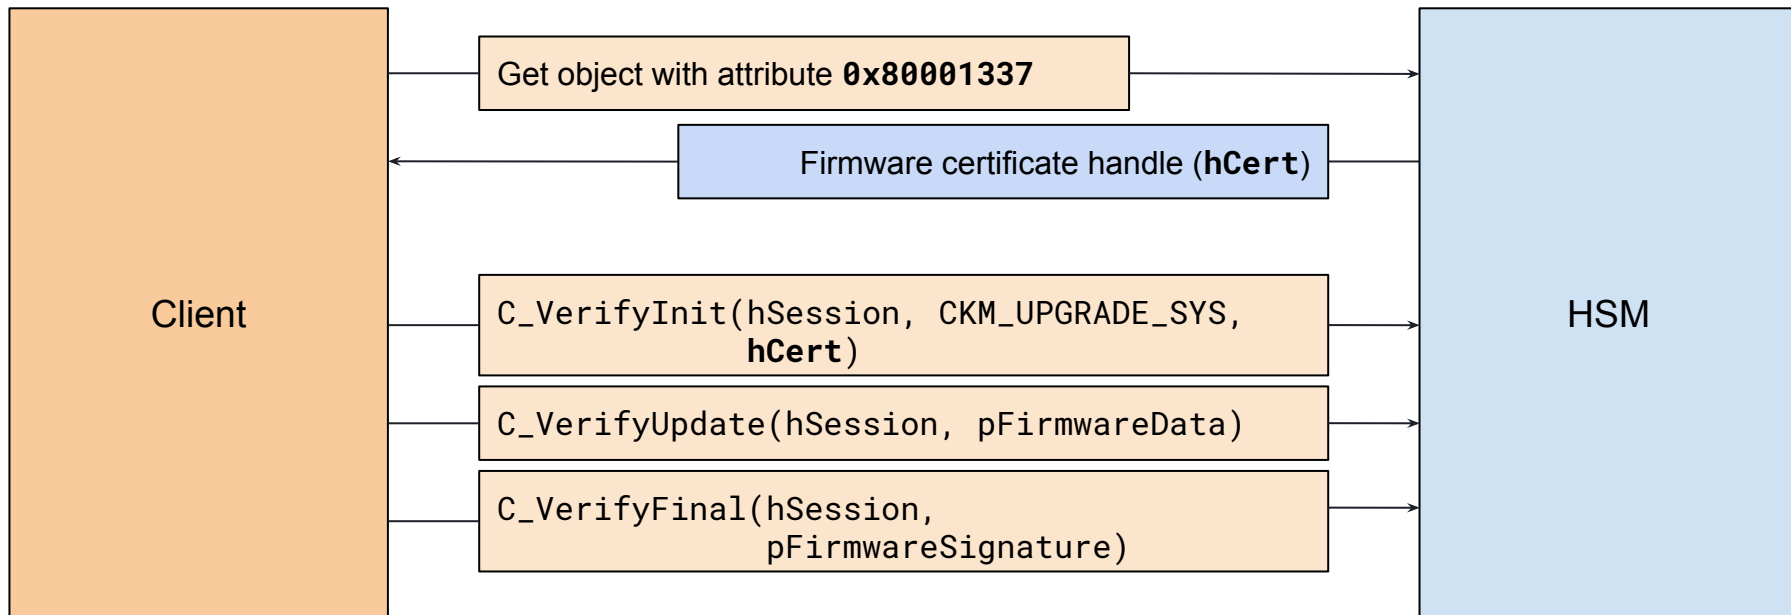 Get object with attribute 0x80001337
Firmware certificate handle (hCert)
Client
HSM
C_VerifyInit(hSession, CKM_UPGRADE_SYS,
hCert)
C_VerifyUpdate(hSession, pFirmwareData)
C_VerifyFinal(hSession,
pFirmwareSignature)